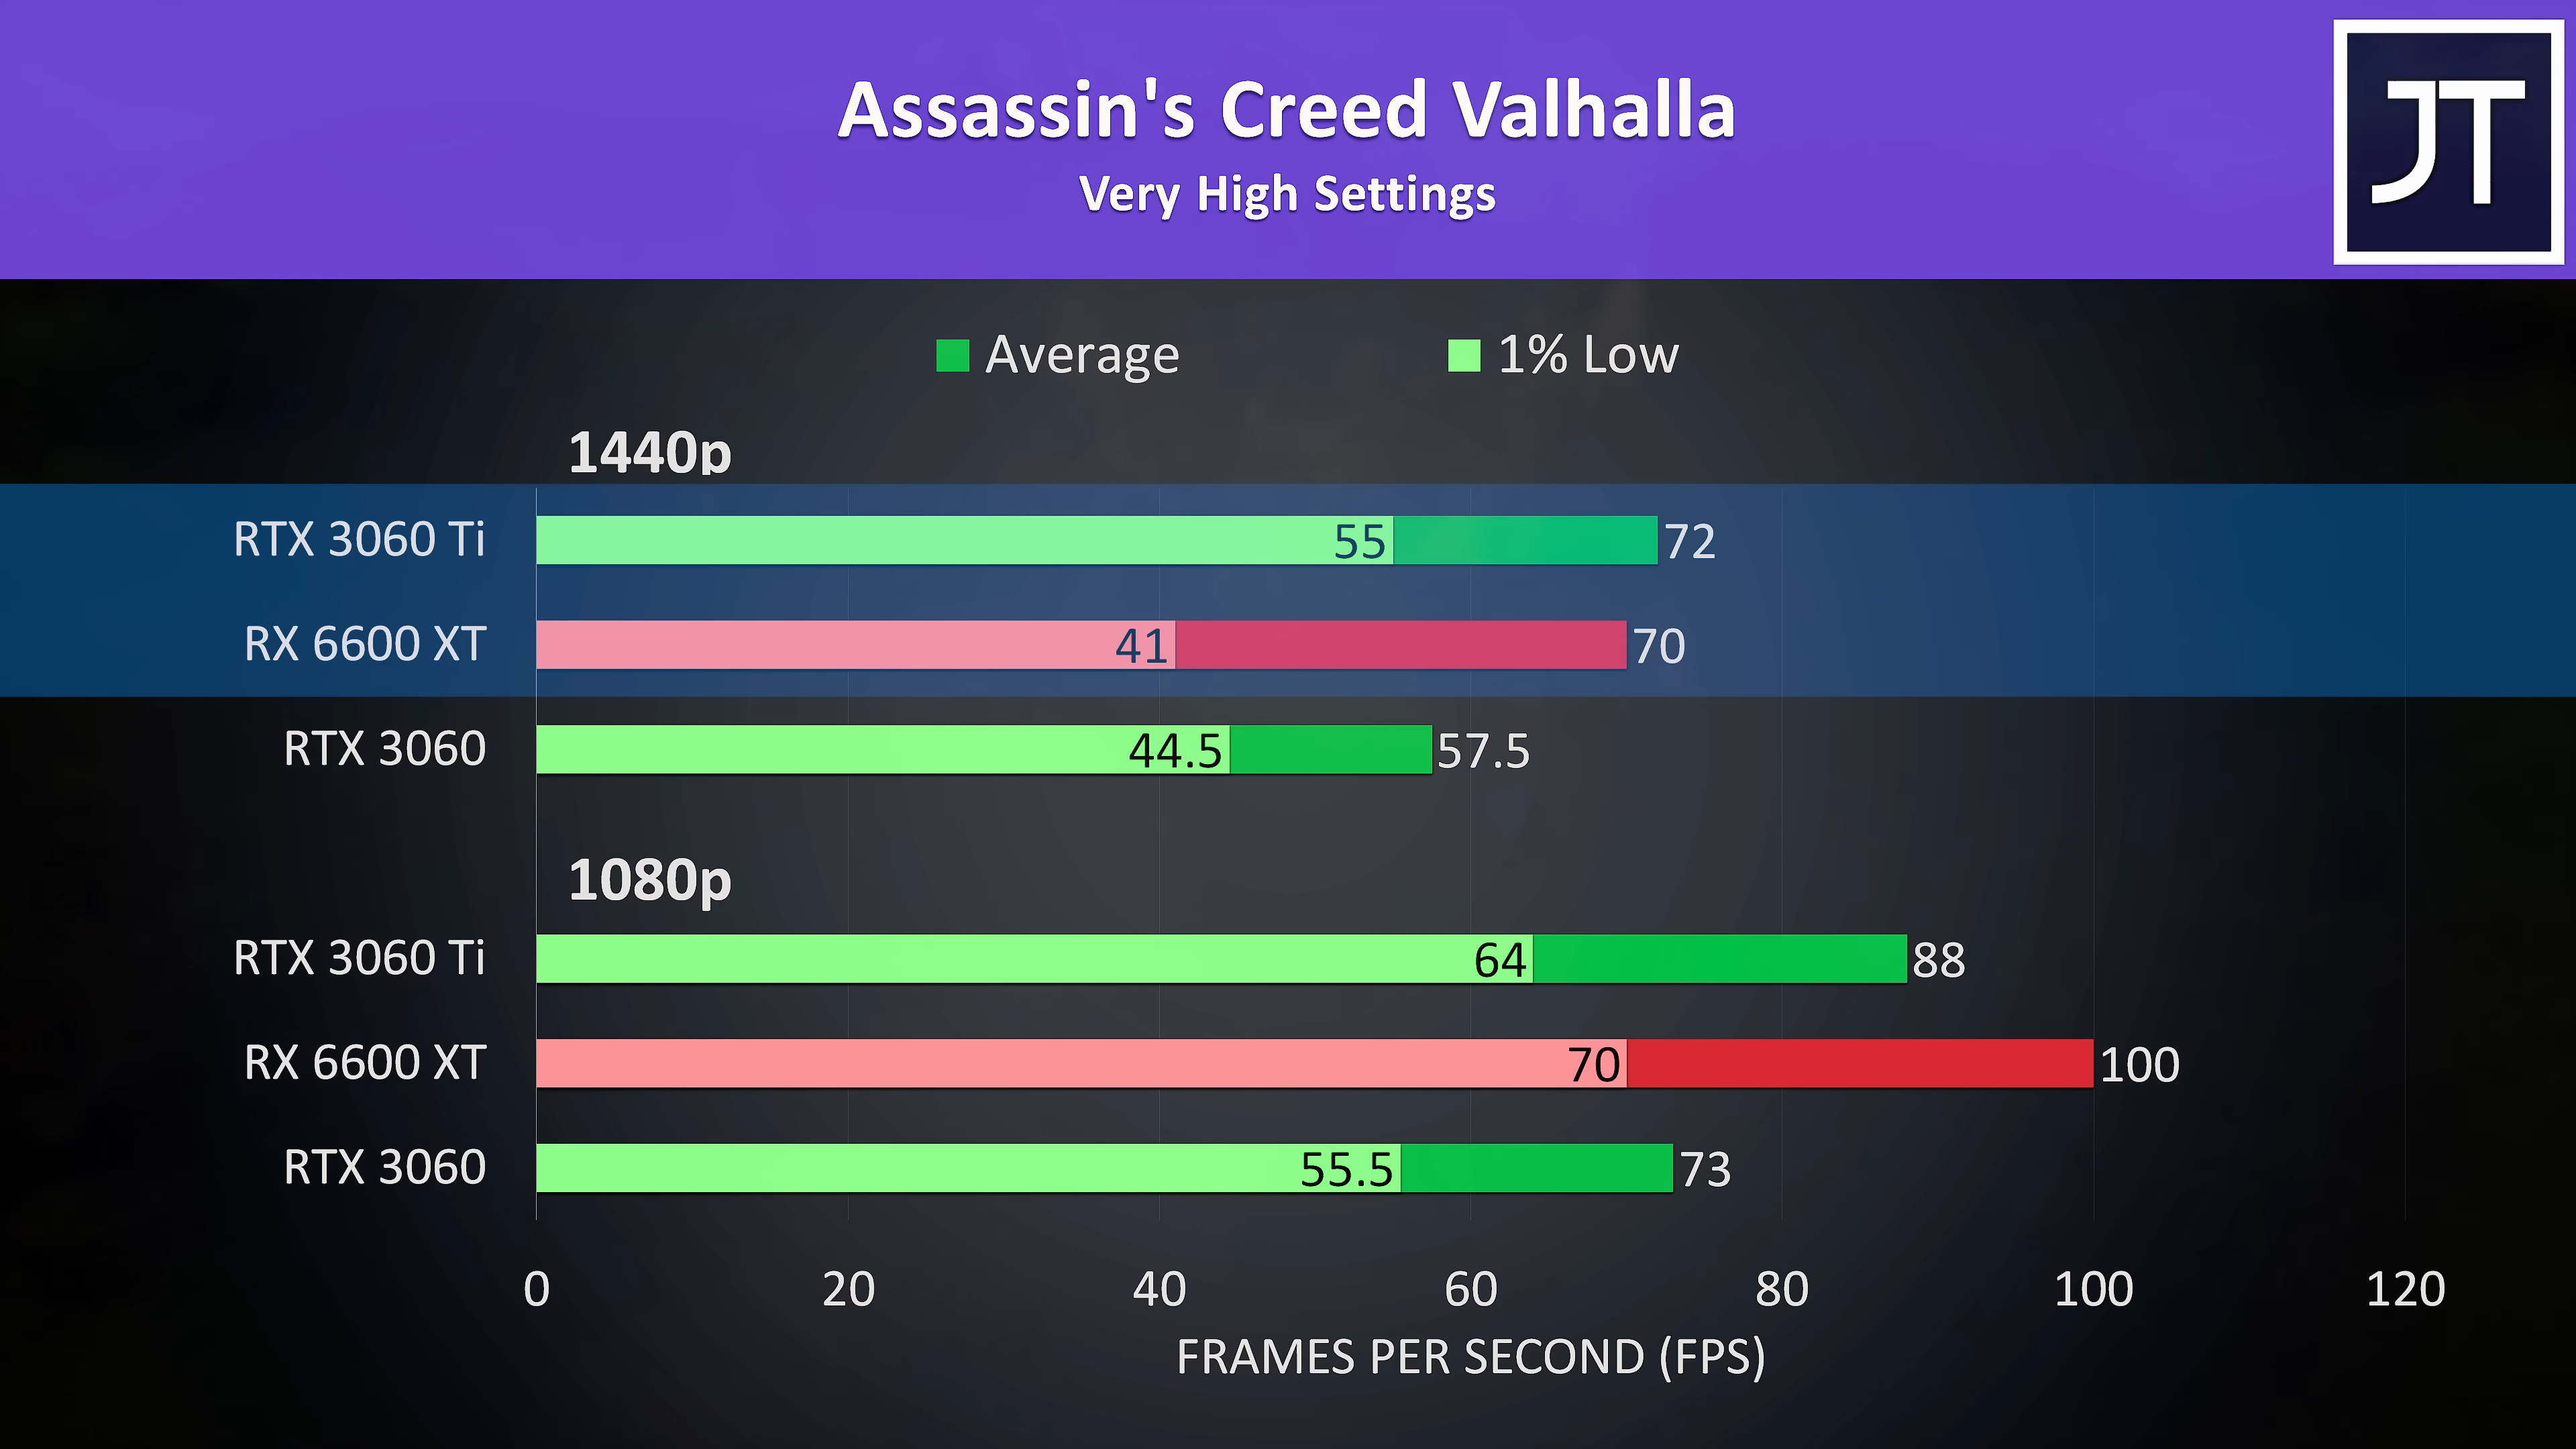 Assassin's Creed Valhalla
Very High Settings
JT
Average 1% Low
1440p
RTX 3060 Ti 55 72
RX 6600 XT 41 70
RTX 3060 44.5 57.5
1080p
RTX 3060 Ti 64 88
RX 6600 XT 70 100
RTX 3060 55.5 73
0 20 40 60 80 100 120
FRAMES PER SECOND (FPS)